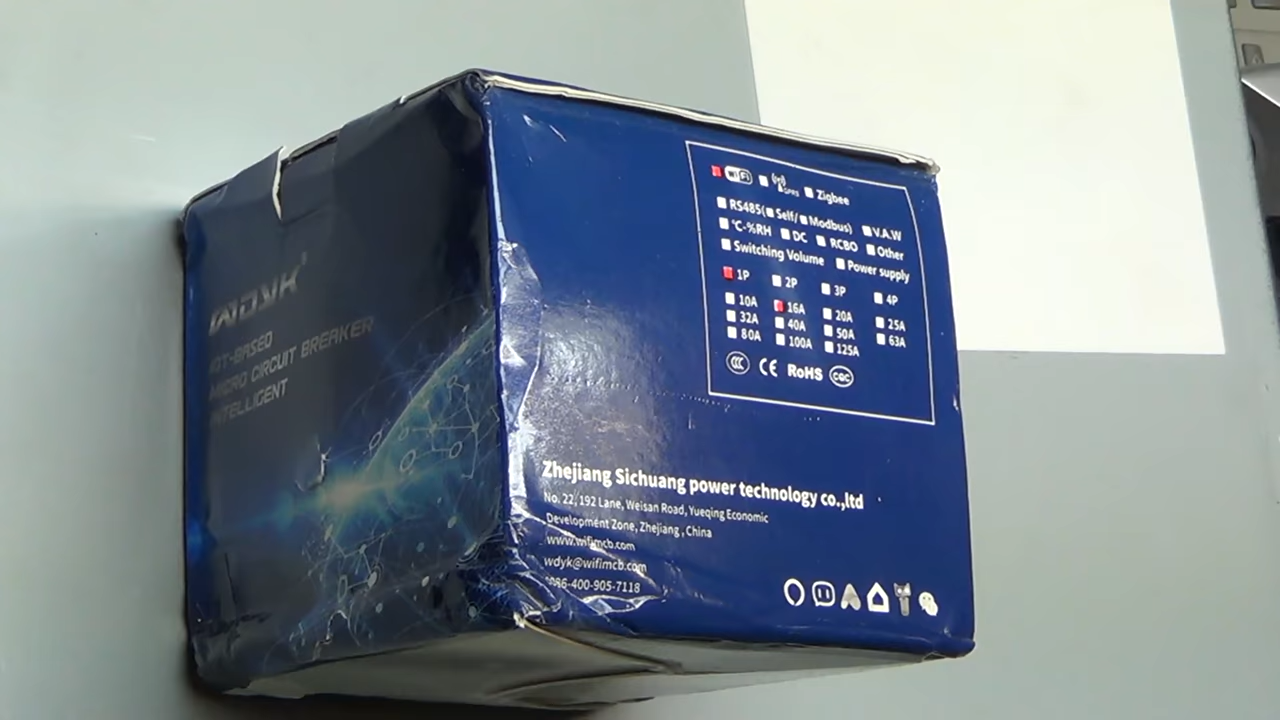 WDYK
IOT-BASED
MICRO CIRCUIT BREAKER
INTELLIGENT
WiFi GPRS Zigbee
RS485(Self/Modbus) V.A.W
℃-%RH DC RCBO Other
Switching Volume Power supply
1P 2P 3P 4P
10A 16A 20A 25A
32A 40A 50A 63A
80A 100A 125A
CCC CE RoHS CQC
Zhejiang Sichuang power technology co.,ltd
No. 22, 192 Lane, Weisan Road, Yueqing Economic
Development Zone, Zhejiang , China
www.wifimcb.com
wdyk@wifimcb.com
0086-400-905-7118